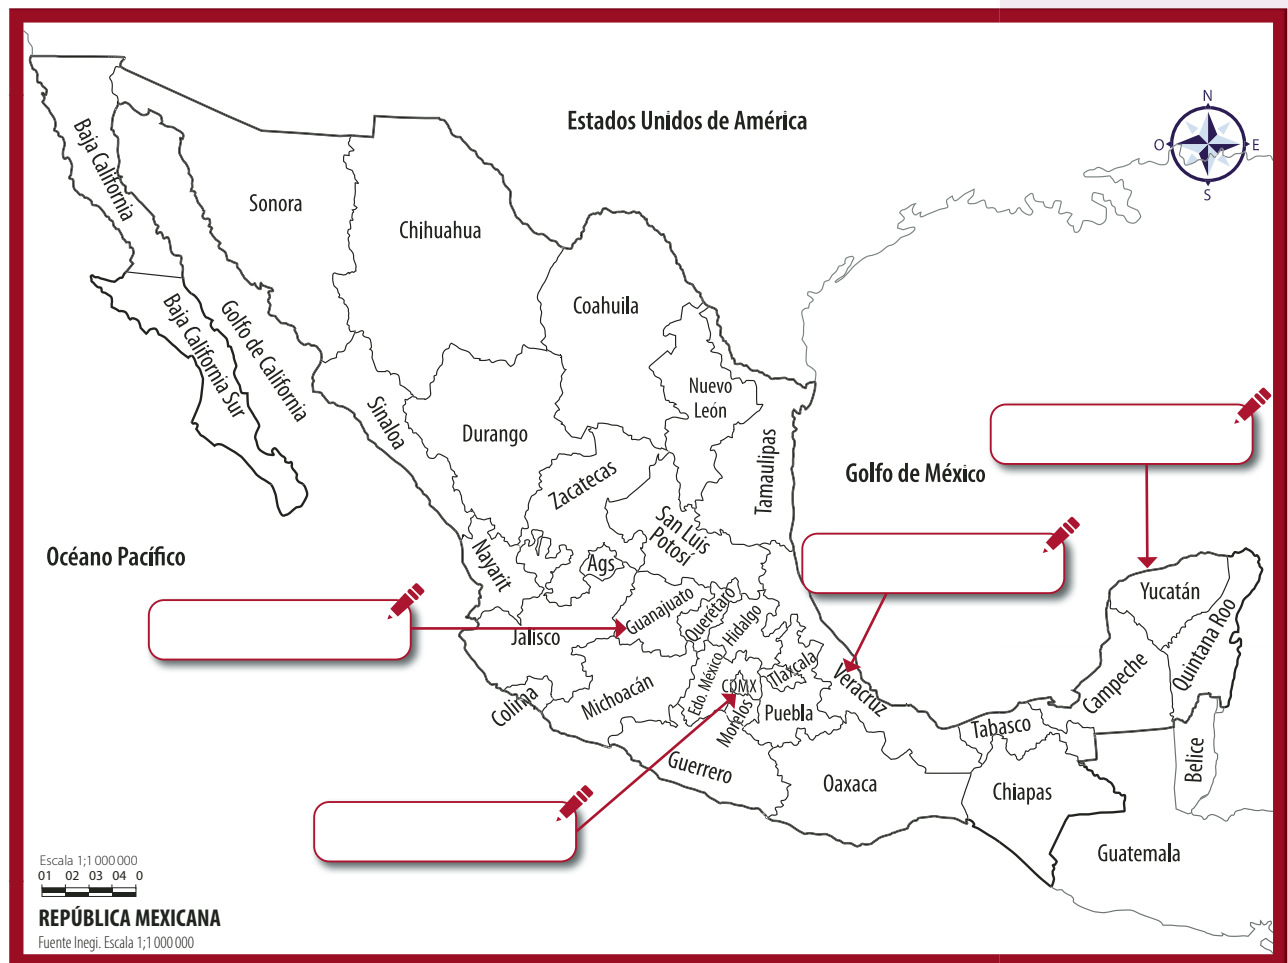 N
Estados Unidos de América
O
E
S
Baja California
Sonora
Chihuahua
Coahuila
Golfo de California
Baja California Sur
Nuevo
León
Sinaloa
Durango
Tamaulipas
Golfo de México
Zacatecas
San Luis
Potosí
Océano Pacífico
Nayarit
Ags
Yucatán
Guanajuato
Querétaro
Hidalgo
Jalisco
Quintana Roo
Campeche
Tlaxcala
Veracruz
Edo. México
CDMX
Michoacán
Colima
Morelos
Puebla
Tabasco
Belice
Guerrero
Oaxaca
Chiapas
Guatemala
Escala 1;1 000 000
01 02 03 04 0
REPÚBLICA MEXICANA
Fuente Inegi. Escala 1;1 000 000